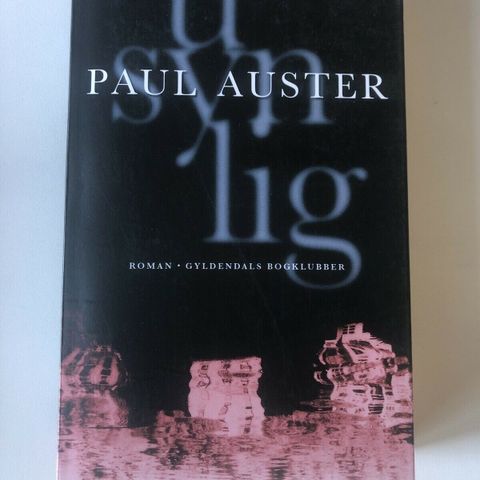 u
PAUL AUSTER
syn
lig
ROMAN · GYLDENDALS BOGKLUBBER